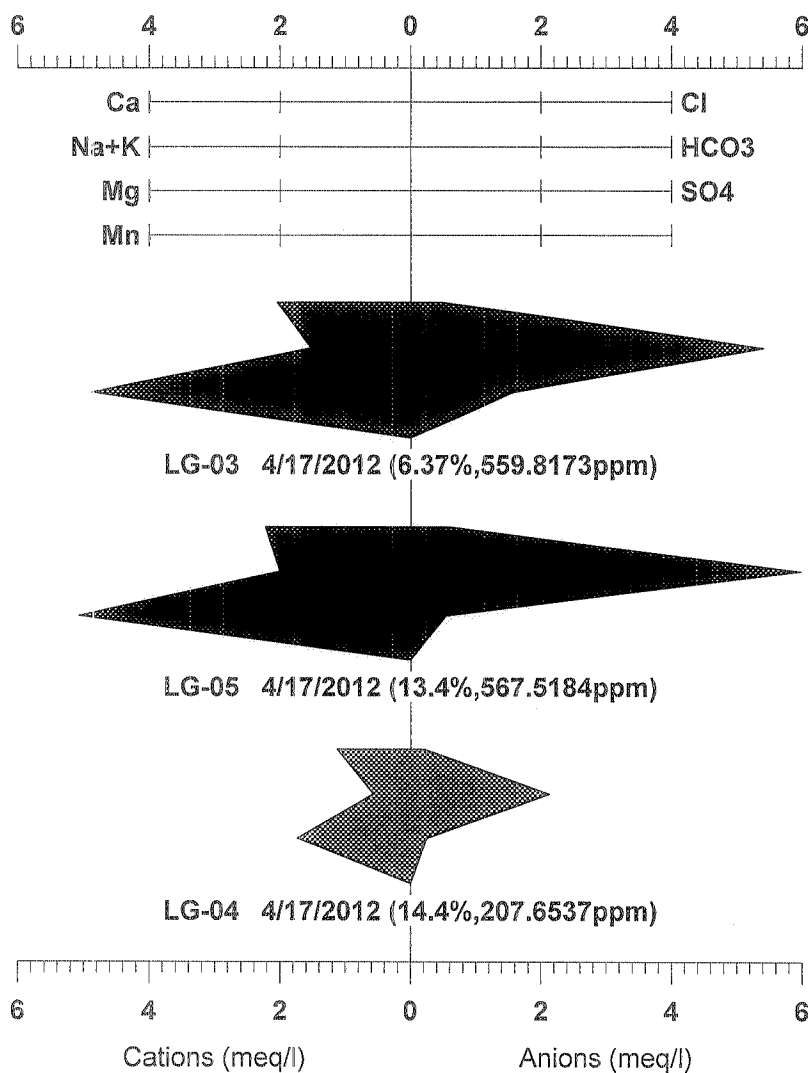 6 4 2 0 2 4 6
Ca Cl
Na+K HCO3
Mg SO4
Mn
LG-03 4/17/2012 (6.37%,559.8173ppm)
LG-05 4/17/2012 (13.4%,567.5184ppm)
LG-04 4/17/2012 (14.4%,207.6537ppm)
6 4 2 0 2 4 6
Cations (meq/l) Anions (meq/l)